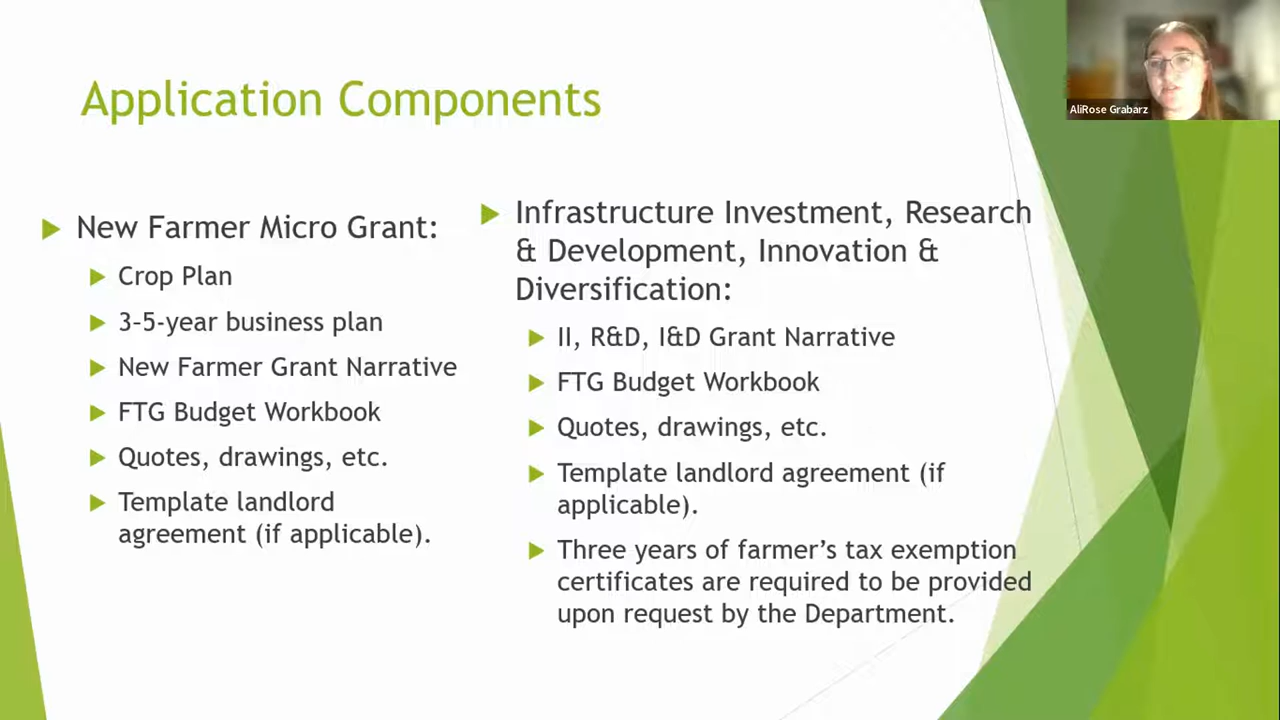 Application Components
AliRose Grabarz
New Farmer Micro Grant:
Crop Plan
3-5-year business plan
New Farmer Grant Narrative
FTG Budget Workbook
Quotes, drawings, etc.
Template landlord
agreement (if applicable).
Infrastructure Investment, Research
& Development, Innovation &
Diversification:
II, R&D, I&D Grant Narrative
FTG Budget Workbook
Quotes, drawings, etc.
Template landlord agreement (if
applicable).
Three years of farmer’s tax exemption
certificates are required to be provided
upon request by the Department.